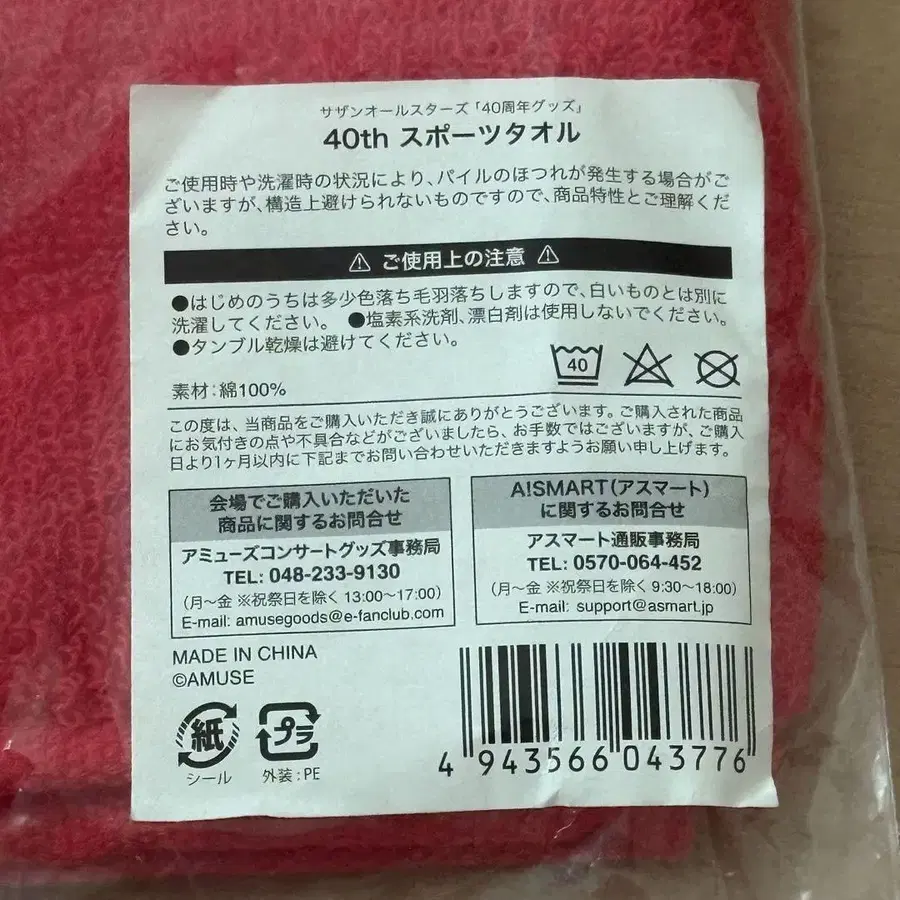 サザンオールスターズ「40周年グッズ」
40th スポーツタオル
ご使用時や洗濯時の状況により、パイルのほつれが発生する場合がご
ざいますが、構造上避けられないものですので、商品特性とご理解くだ
さい。
⚠ ご使用上の注意 ⚠
●はじめのうちは多少色落ち毛羽落ちしますので、白いものとは別に
洗濯してください。 ●塩素系洗剤、漂白剤は使用しないでください。
●タンブル乾燥は避けてください。
40
素材:綿100%
この度は、当商品をご購入いただき誠にありがとうございます。ご購入された商品
にお気付きの点や不具合などがございましたら、お手数ではございますが、ご購入
日より1ヶ月以内に下記までお問い合わせいただきますようお願い申し上げます。
会場でご購入いただいた
商品に関するお問合せ
アミューズコンサートグッズ事務局
TEL: 048-233-9130
(月〜金 ※祝祭日を除く 13:00〜17:00)
E-mail: amusegoods@e-fanclub.com
A!SMART(アスマート)
に関するお問合せ
アスマート通販事務局
TEL: 0570-064-452
(月〜金 ※祝祭日を除く 9:30〜18:00)
E-mail: support@asmart.jp
MADE IN CHINA
©AMUSE
紙
シール
プラ
外装:PE
4 943566 043776